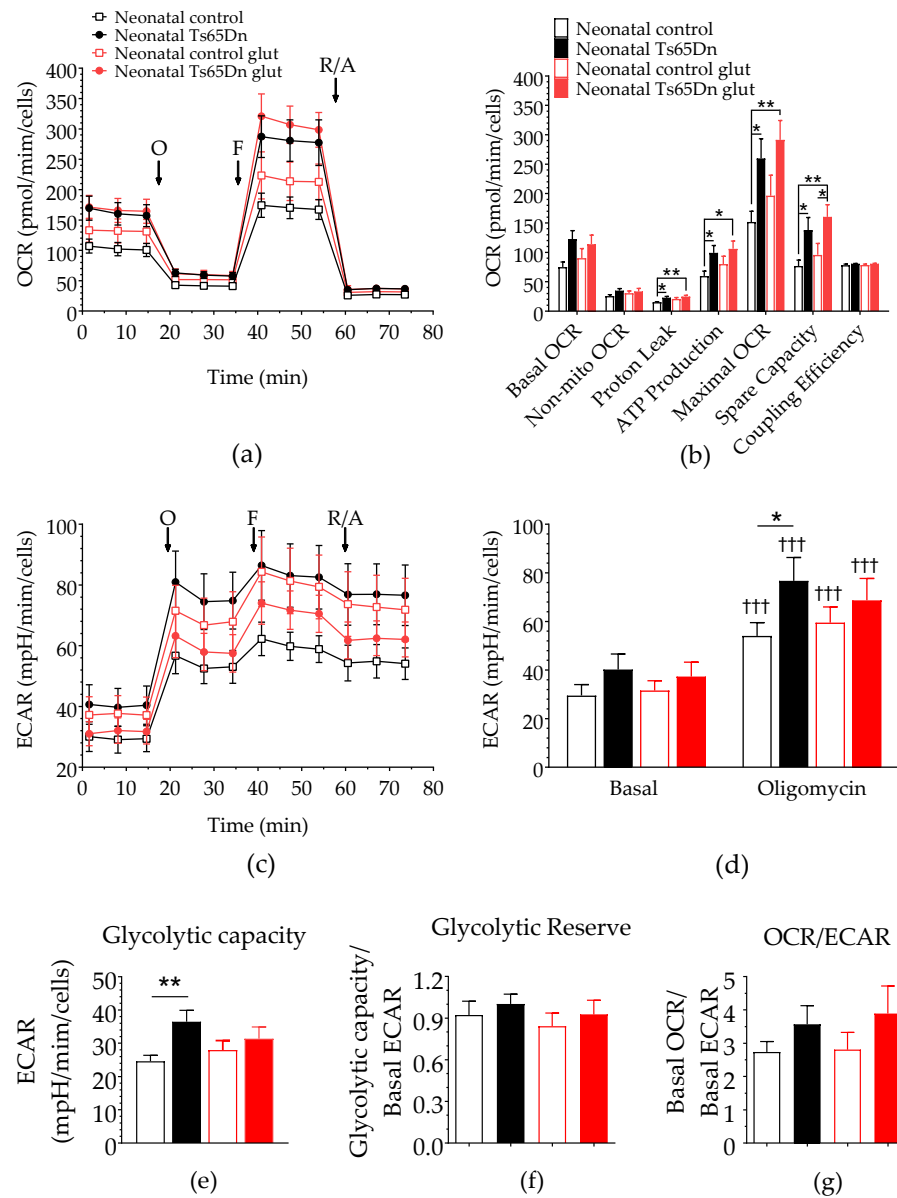 Neonatal control
Neonatal Ts65Dn
Neonatal control glut
Neonatal Ts65Dn glut
R/A
O
F
OCR (pmol/mim/cells)
400
350
300
250
200
150
100
50
0
0 10 20 30 40 50 60 70 80
Time (min)
(a)
Neonatal control
Neonatal Ts65Dn
Neonatal control glut
Neonatal Ts65Dn glut
OCR (pmol/mim/cells)
400
350
300
250
200
150
100
50
0
** * * * ** * ** * *
Basal OCR
Non-mito OCR
Proton Leak
ATP Production
Maximal OCR
Spare Capacity
Coupling Efficiency
(b)
O F R/A
ECAR (mpH/mim/cells)
100
80
60
40
20
0 10 20 30 40 50 60 70 80
Time (min)
(c)
ECAR (mpH/mim/cells)
100
80
60
40
20
0
*
††† ††† ††† †††
Basal Oligomycin
(d)
Glycolytic capacity
ECAR
(mpH/mim/cells)
50
40
30
20
10
0
**
(e)
Glycolytic Reserve
Glycolytic capacity/
Basal ECAR
1.2
0.9
0.6
0.3
0.0
(f)
OCR/ECAR
Basal OCR/
Basal ECAR
5
4
3
2
1
0
(g)